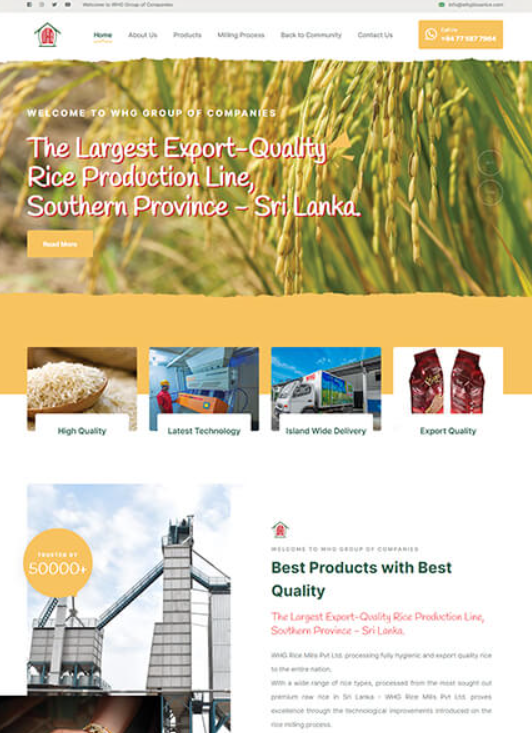 Welcome to WHG Group of Companies
Home About Us Products Milling Process Back to Community Contact Us
Call Us
+94 77 987 7964
WELCOME TO WHG GROUP OF COMPANIES
The Largest Export-Quality
Rice Production Line,
Southern Province - Sri Lanka.
Read More
High Quality
Latest Technology
Island Wide Delivery
Export Quality
TRUSTED BY
50000+
WELCOME TO WHG GROUP OF COMPANIES
Best Products with Best
Quality
The Largest Export-Quality Rice Production Line,
Southern Province - Sri Lanka.
WHG Rice Mills Pvt Ltd. processing fully hygienic and export quality rice
to the entire nation.
With a wide range of rice types, processed from the most sought out
premium raw rice in Sri Lanka - WHG Rice Mills Pvt Ltd. proves
excellence through the technological improvements introduced on the
rice milling process.